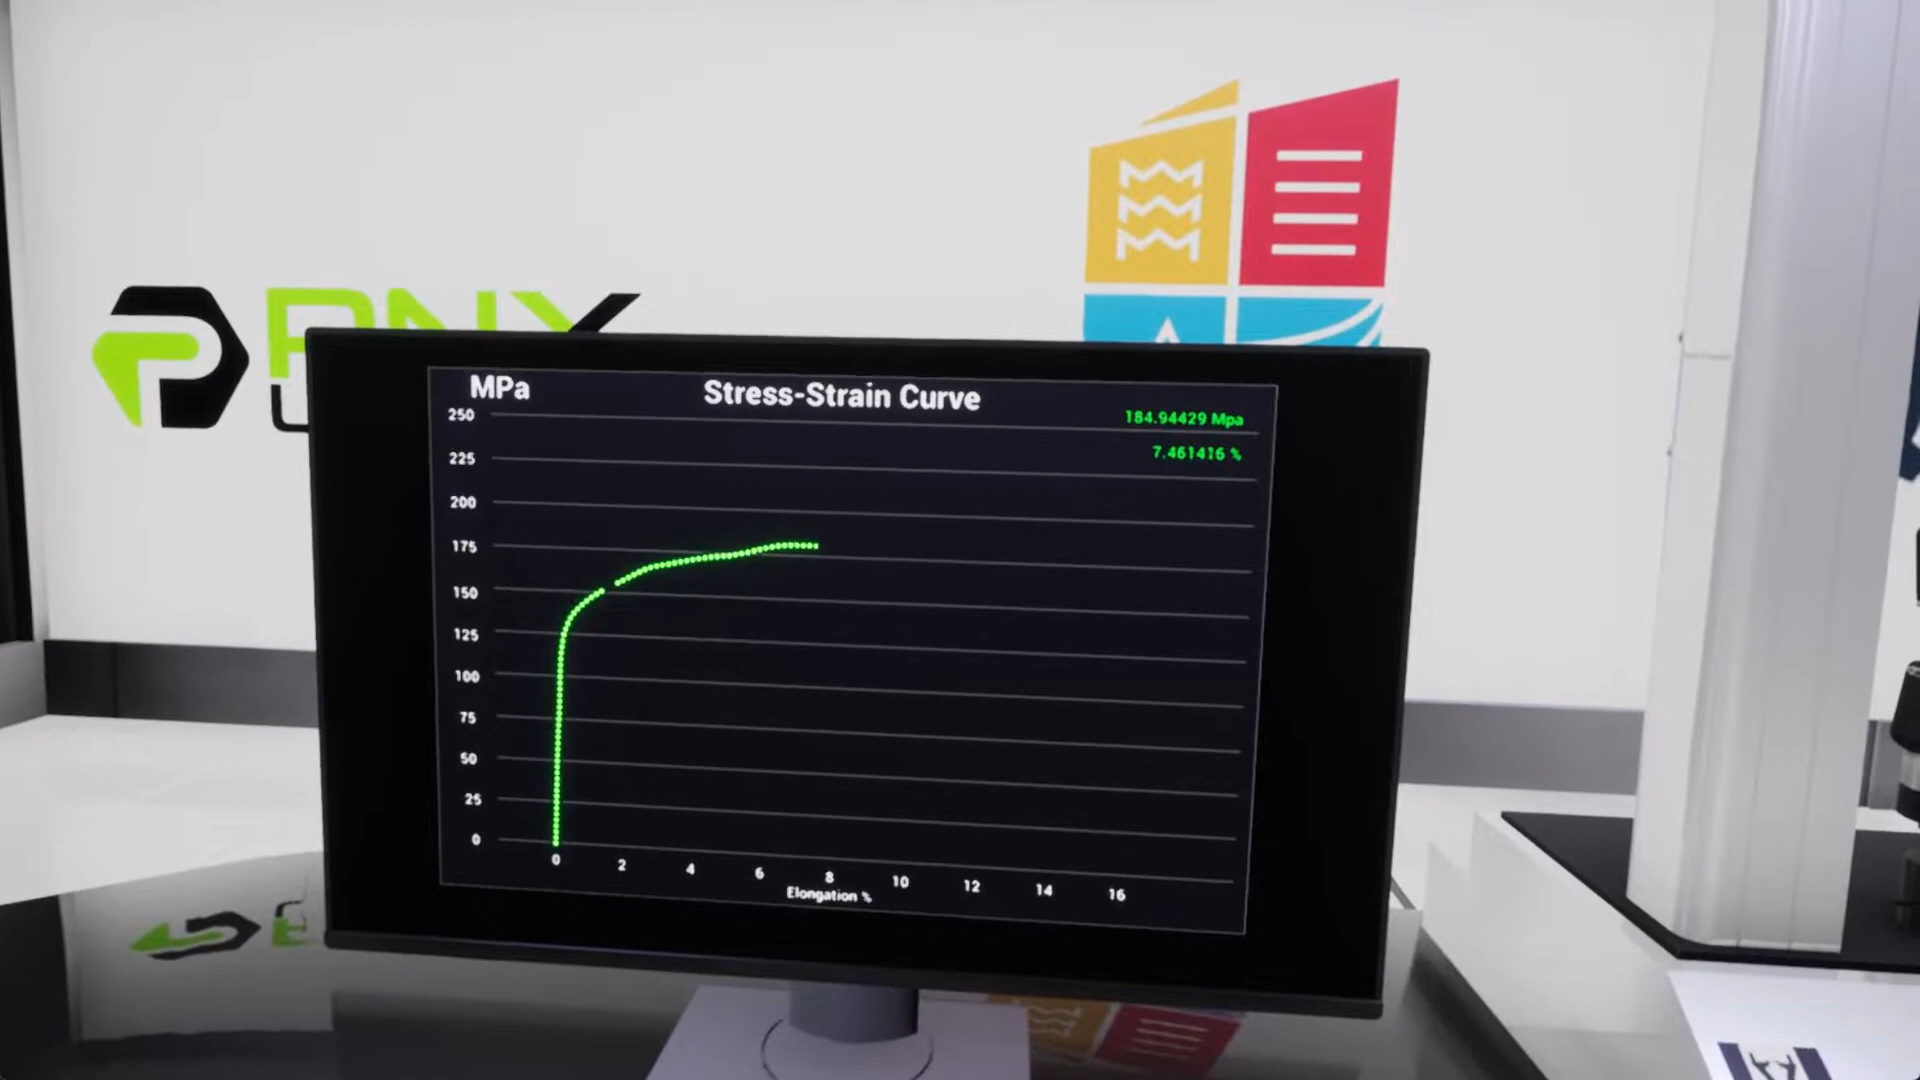 PNX
MPa
Stress-Strain Curve
184.94429 Mpa
7.461416 %
250
225
200
175
150
125
100
75
50
25
0
0 2 4 6 8 10 12 14 16
Elongation %